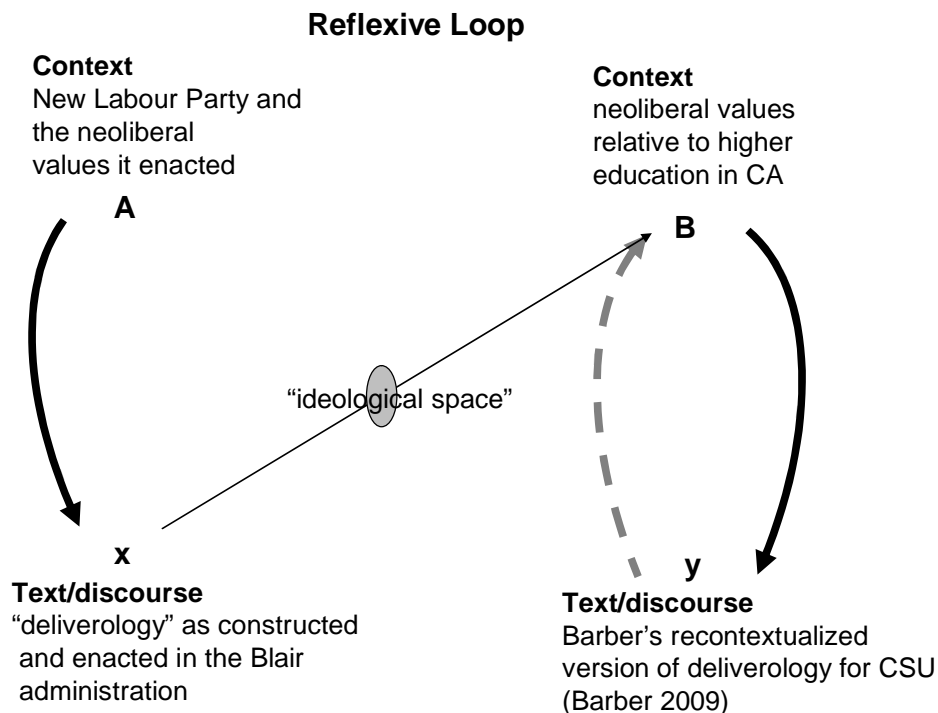 Reflexive Loop
Context
New Labour Party and
the neoliberal
values it enacted
A
Context
neoliberal values
relative to higher
education in CA
B
“ideological space”
x
Text/discourse
“deliverology” as constructed
and enacted in the Blair
administration
y
Text/discourse
Barber’s recontextualized
version of deliverology for CSU
(Barber 2009)